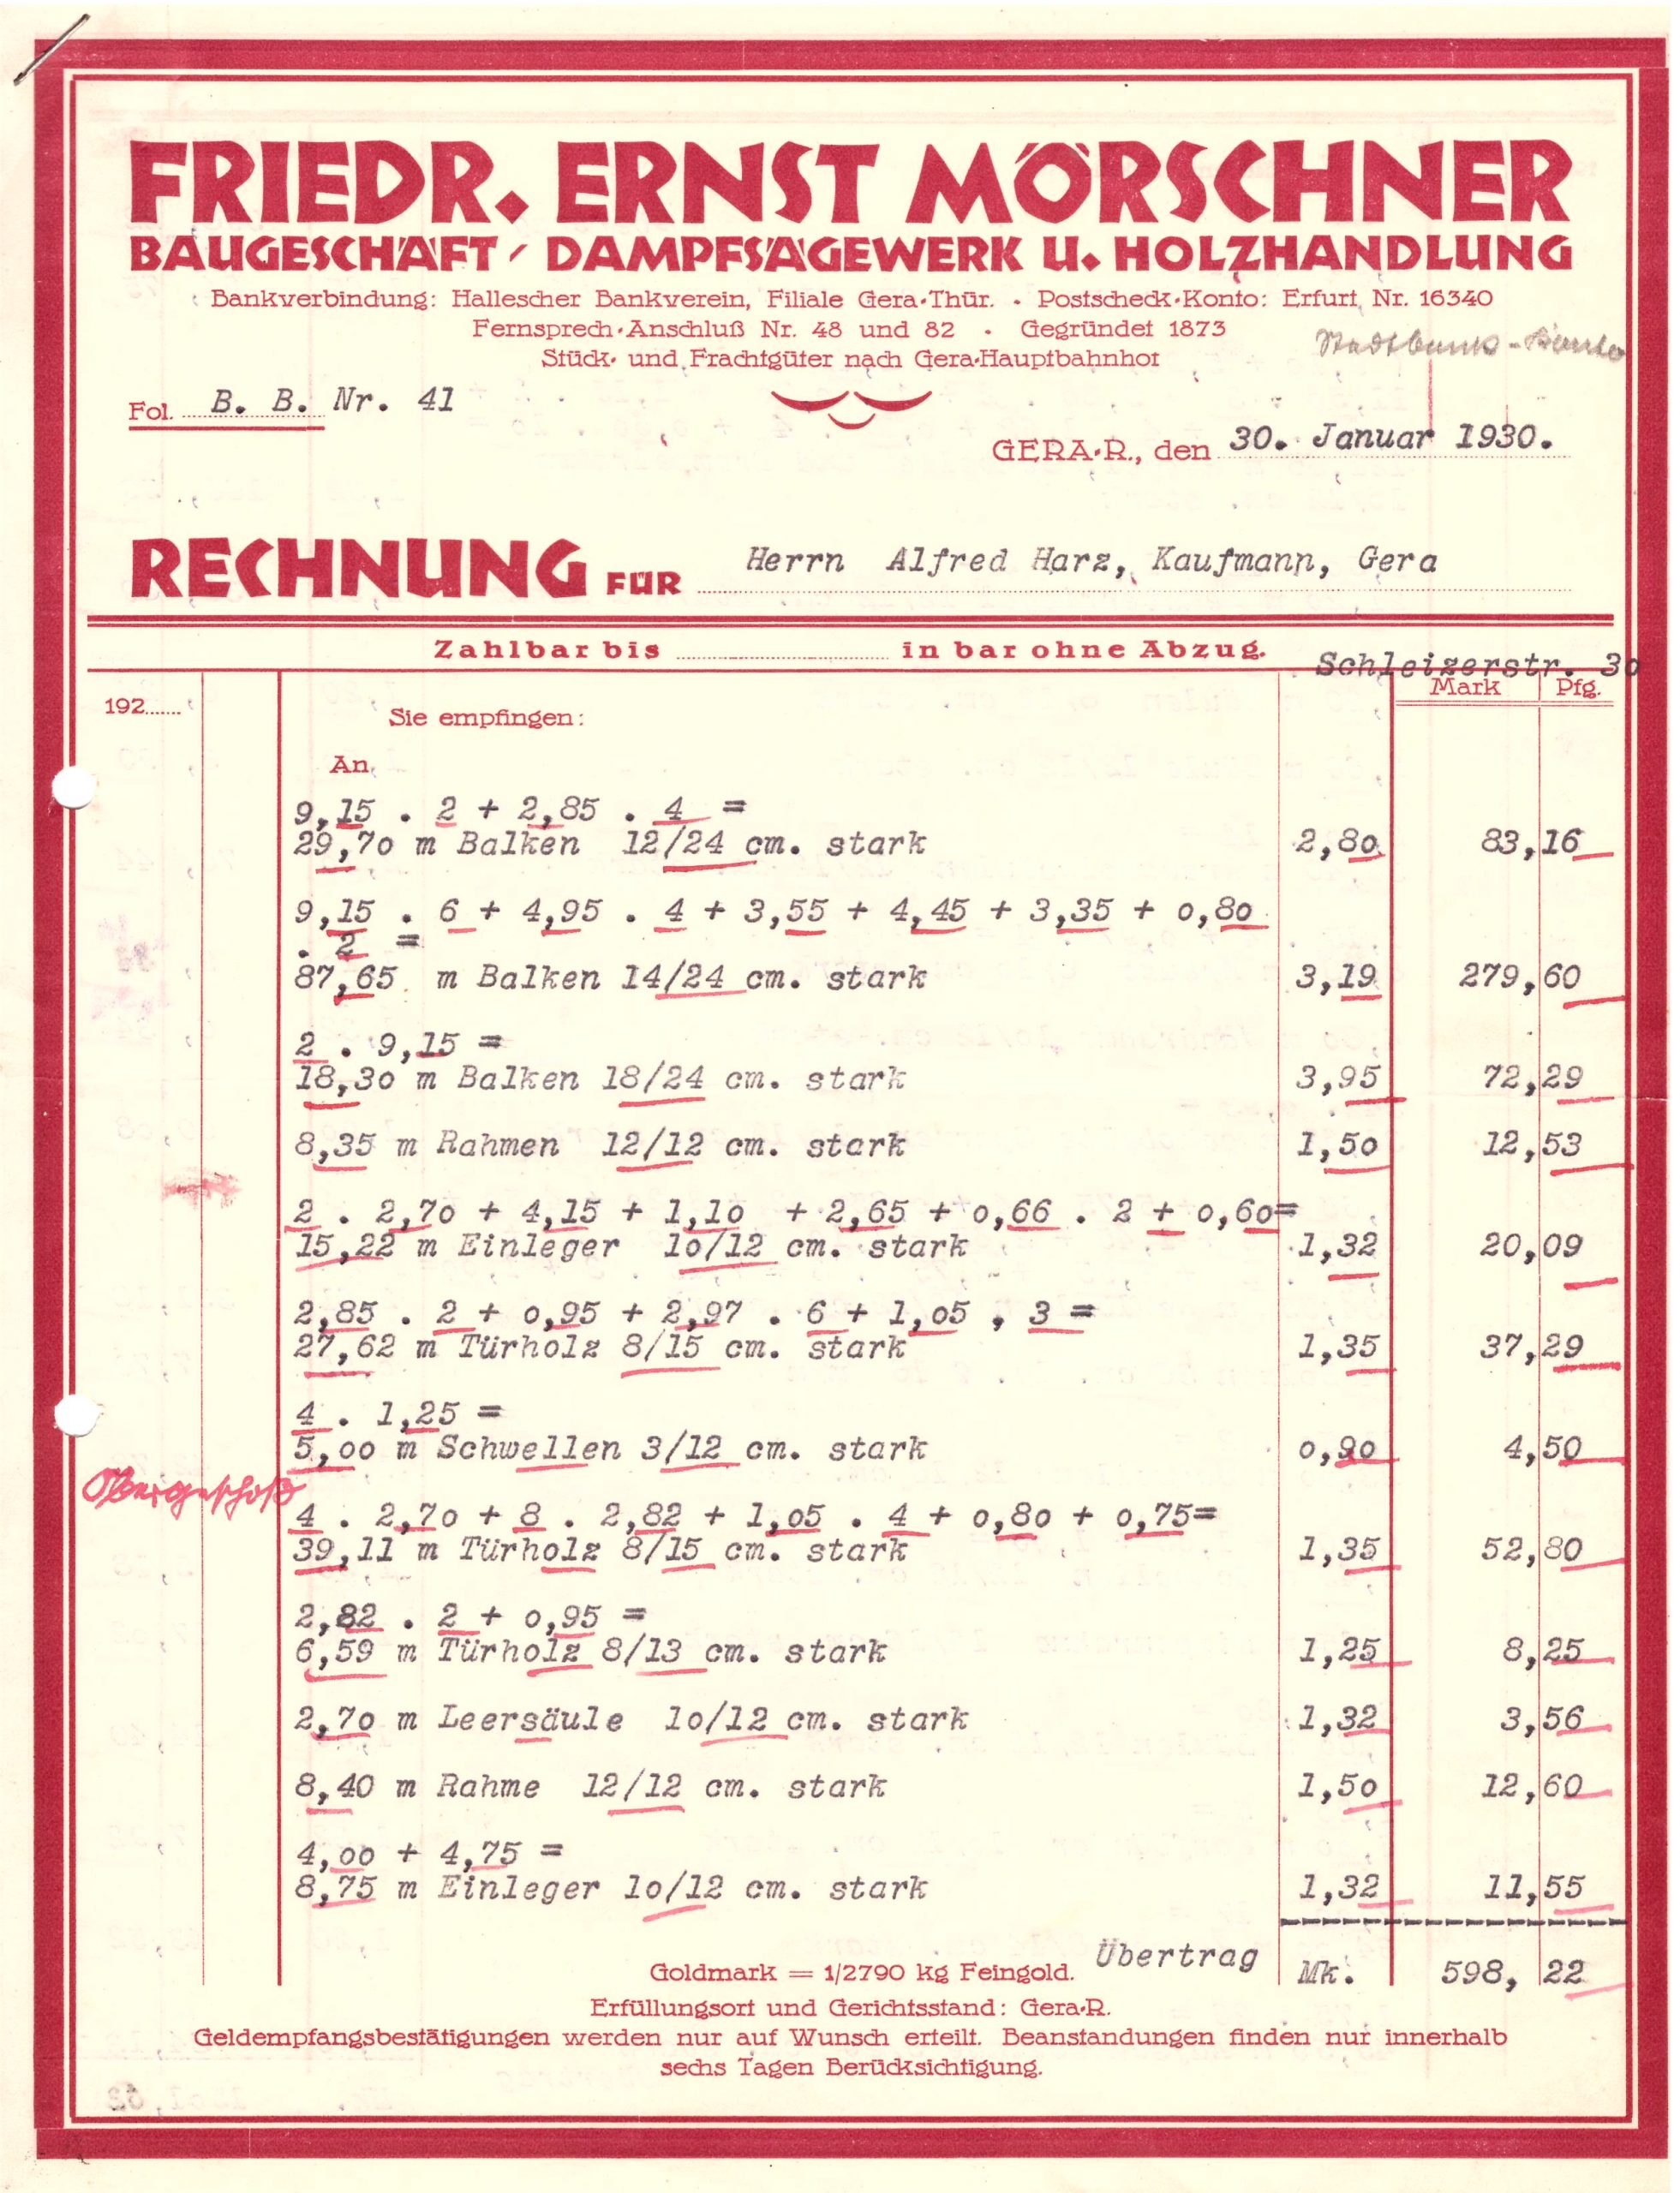 FRIEDR. ERNST MÖRSCHNER
BAUGESCHÄFT / DAMPFSÄGEWERK U. HOLZHANDLUNG
Bankverbindung: Hallescher Bankverein, Filiale Gera-Thür. • Postscheck-Konto: Erfurt Nr. 16340
Fernsprech-Anschluß Nr. 48 und 82 • Gegründet 1873
Stadtbank-Konto
Stück- und Frachtgüter nach Gera-Hauptbahnhof
Fol. B. B. Nr. 41
GERA-R., den 30. Januar 1930.
RECHNUNG FÜR Herrn Alfred Harz, Kaufmann, Gera
Zahlbar bis in bar ohne Abzug.
Schleizerstr. 30
Mark Pfg.
192
Sie empfingen:
An
9,15 . 2 + 2,85 . 4 =
29,70 m Balken 12/24 cm. stark 2,80 83,16
9,15 . 6 + 4,95 . 4 + 3,55 + 4,45 + 3,35 + 0,80
. 2 =
87,65 m Balken 14/24 cm. stark 3,19 279,60
2 . 9,15 =
18,30 m Balken 18/24 cm. stark 3,95 72,29
8,35 m Rahmen 12/12 cm. stark 1,50 12,53
2 . 2,70 + 4,15 + 1,10 + 2,65 + 0,66 . 2 + 0,60=
15,22 m Einleger 10/12 cm. stark 1,32 20,09
2,85 . 2 + 0,95 + 2,97 . 6 + 1,05 . 3 =
27,62 m Türholz 8/15 cm. stark 1,35 37,29
4 . 1,25 =
5,00 m Schwellen 3/12 cm. stark 0,90 4,50
Obergeschoß
4 . 2,70 + 8 . 2,82 + 1,05 . 4 + 0,80 + 0,75=
39,11 m Türholz 8/15 cm. stark 1,35 52,80
2,82 . 2 + 0,95 =
6,59 m Türholz 8/13 cm. stark 1,25 8,25
2,70 m Leersäule 10/12 cm. stark 1,32 3,56
8,40 m Rahme 12/12 cm. stark 1,50 12,60
4,00 + 4,75 =
8,75 m Einleger 10/12 cm. stark 1,32 11,55
Goldmark = 1/2790 kg Feingold. Übertrag Mk. 598, 22
Erfüllungsort und Gerichtsstand: Gera-R.
Geldempfangsbestätigungen werden nur auf Wunsch erteilt. Beanstandungen finden nur innerhalb
sechs Tagen Berücksichtigung.